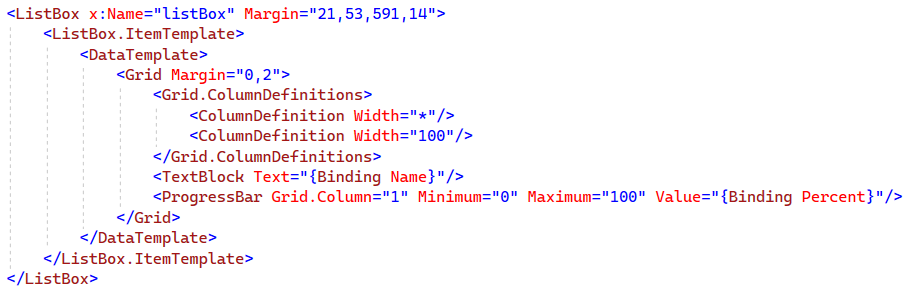 <ListBox x:Name="listBox" Margin="21,53,591,14">
<ListBox.ItemTemplate>
<DataTemplate>
<Grid Margin="0,2">
<Grid.ColumnDefinitions>
<ColumnDefinition Width="*"/>
<ColumnDefinition Width="100"/>
</Grid.ColumnDefinitions>
<TextBlock Text="{Binding Name}"/>
<ProgressBar Grid.Column="1" Minimum="0" Maximum="100" Value="{Binding Percent}"/>
</Grid>
</DataTemplate>
</ListBox.ItemTemplate>
</ListBox>